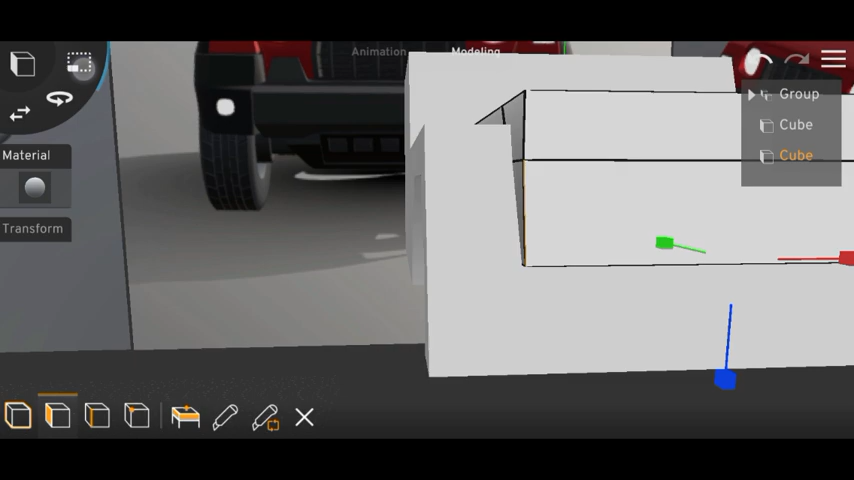 Animation
Modeling
Group
Cube
Cube
Material
Transform